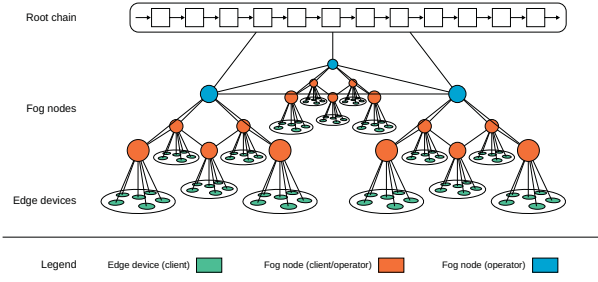 Root chain
Fog nodes
Edge devices
Legend
Edge device (client)
Fog node (client/operator)
Fog node (operator)